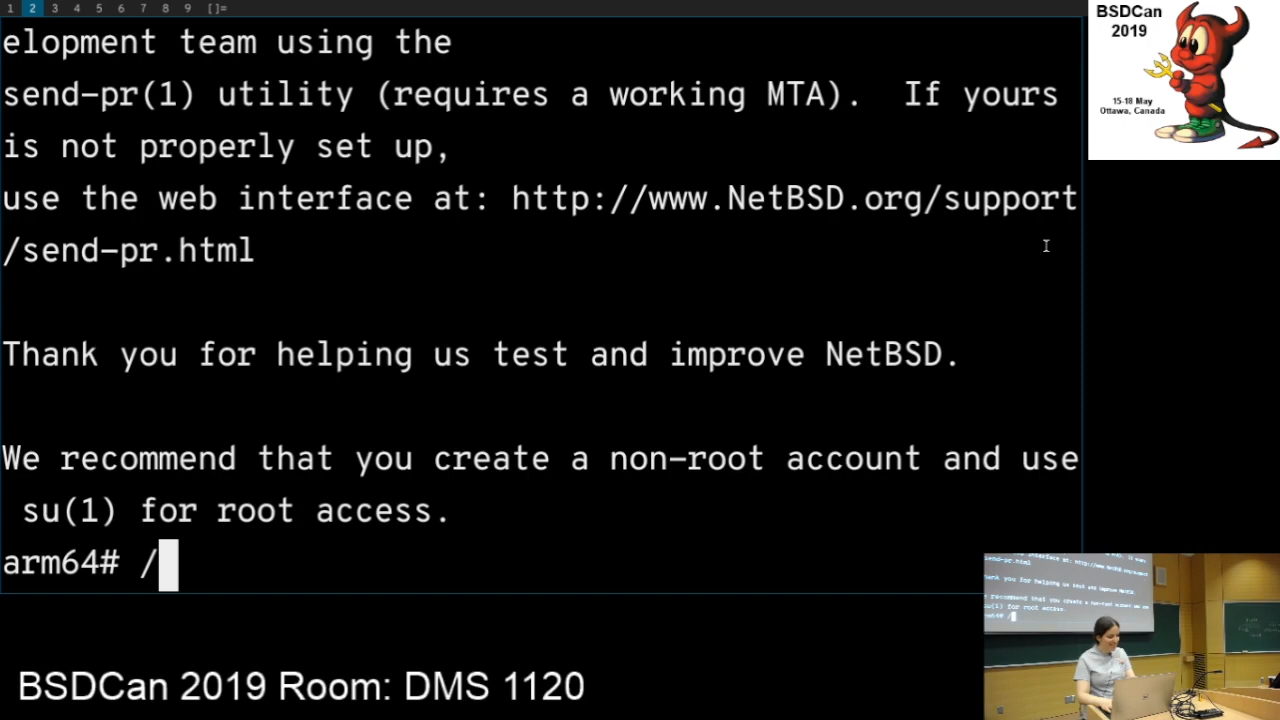 1 2 3 4 5 6 7 8 9 []=
elopment team using the
send-pr(1) utility (requires a working MTA).  If yours
is not properly set up,
use the web interface at: http://www.NetBSD.org/support
/send-pr.html
Thank you for helping us test and improve NetBSD.
We recommend that you create a non-root account and use
su(1) for root access.
arm64# /
BSDCan
2019
15-18 May
Ottawa, Canada
BSDCan 2019 Room: DMS 1120